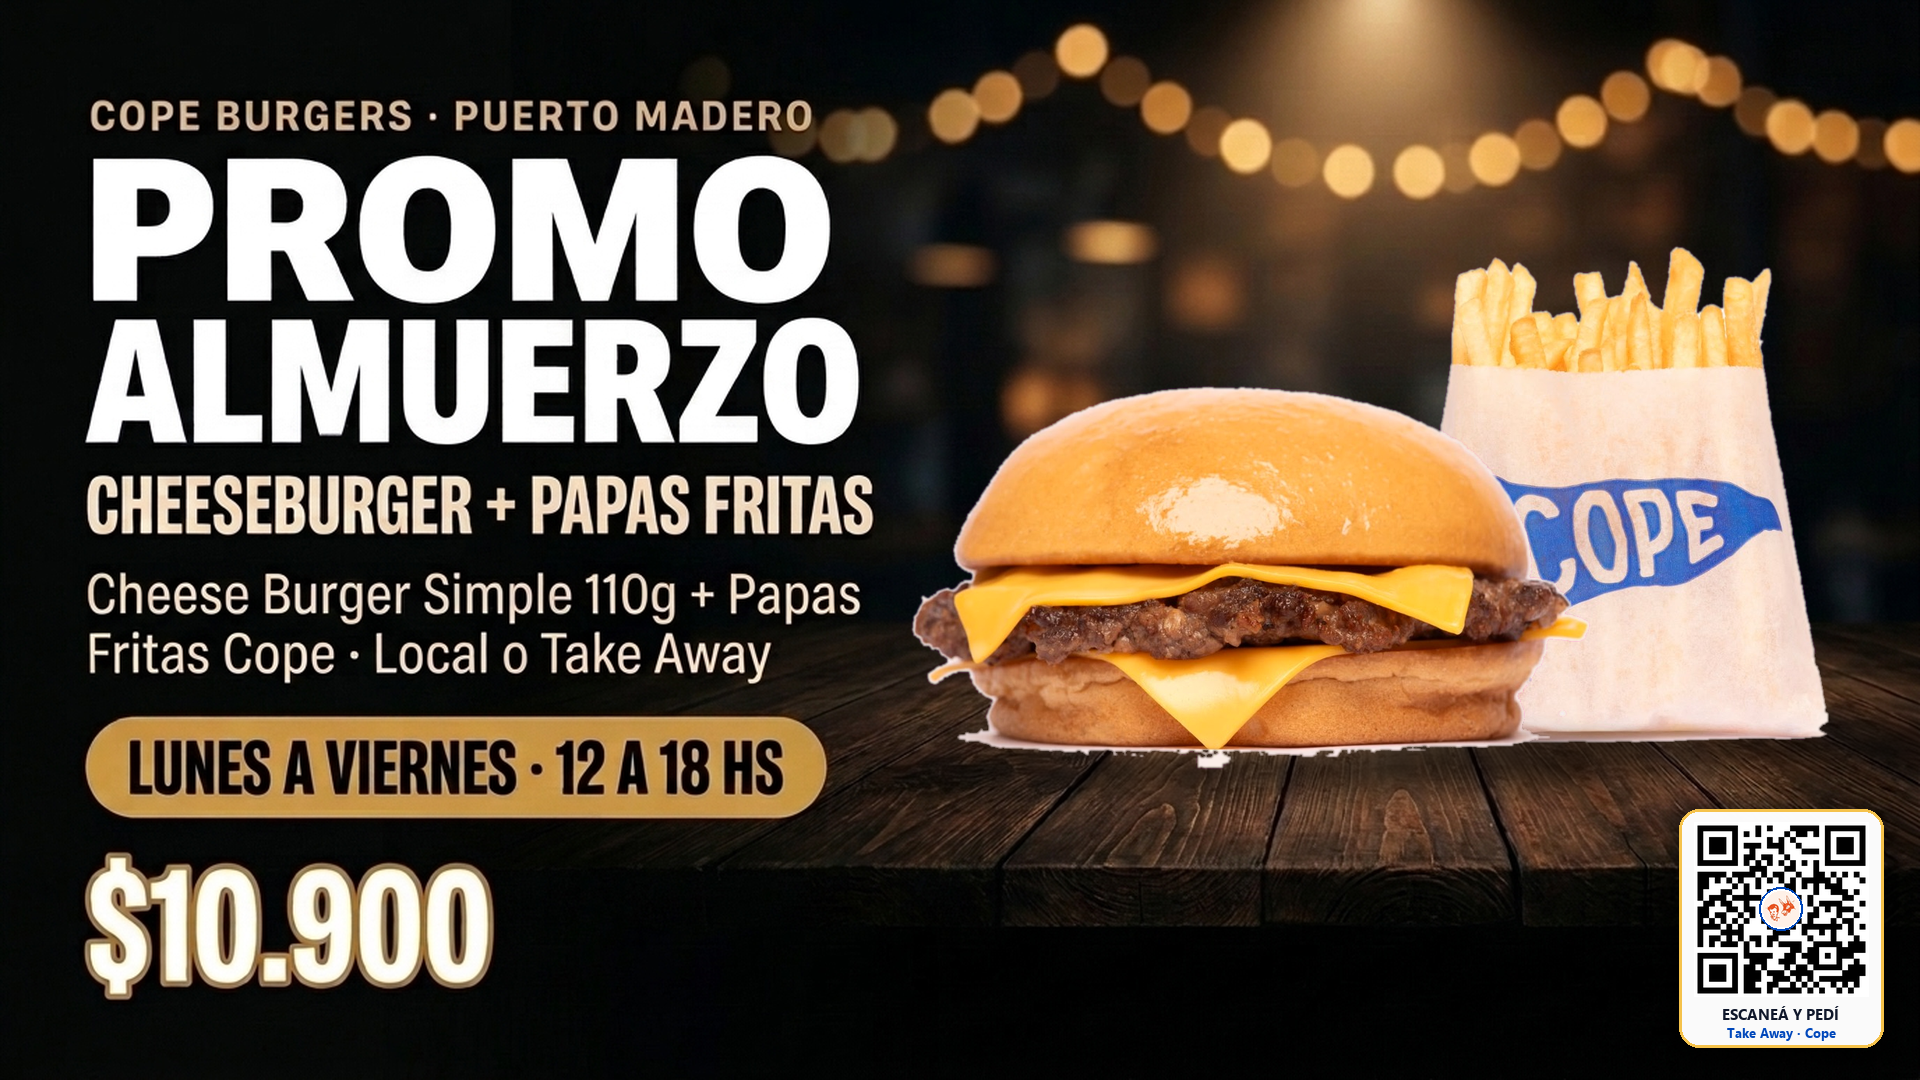 COPE BURGERS · PUERTO MADERO
PROMO
ALMUERZO
CHEESEBURGER + PAPAS FRITAS
Cheese Burger Simple 110g + Papas
Fritas Cope · Local o Take Away
LUNES A VIERNES · 12 A 18 HS
$10.900
COPE
ESCANEÁ Y PEDÍ
Take Away · Cope